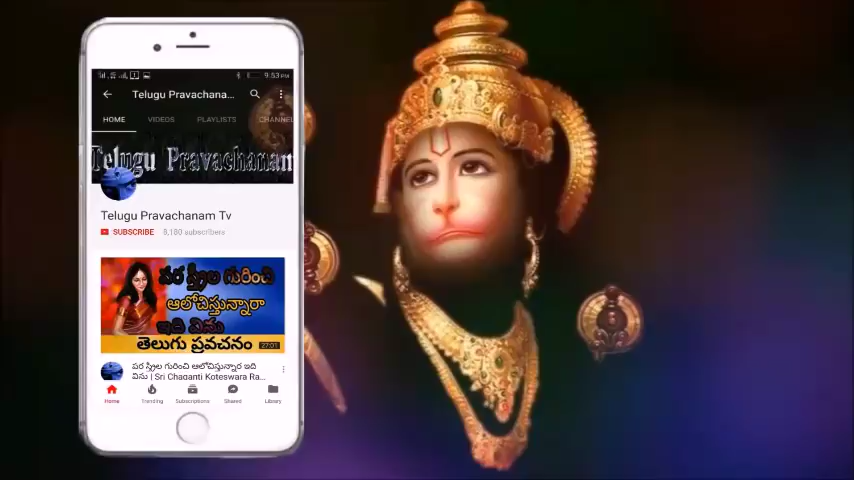 9:53 PM
Telugu Pravachana...
HOME VIDEOS PLAYLISTS CHANNEL
Telugu Pravachanam
Telugu Pravachanam Tv
SUBSCRIBE 8,180 subscribers
పర స్త్రీల గురించి
ఆలోచిస్తున్నారా
ఇది వినం
తెలుగు ప్రవచనం 27:01
పర స్త్రీల గురించి ఆలోచిస్తున్నార ఇది
విను | Sri Chaganti Koteswara Ra...
Home Trending Subscriptions Shared Library